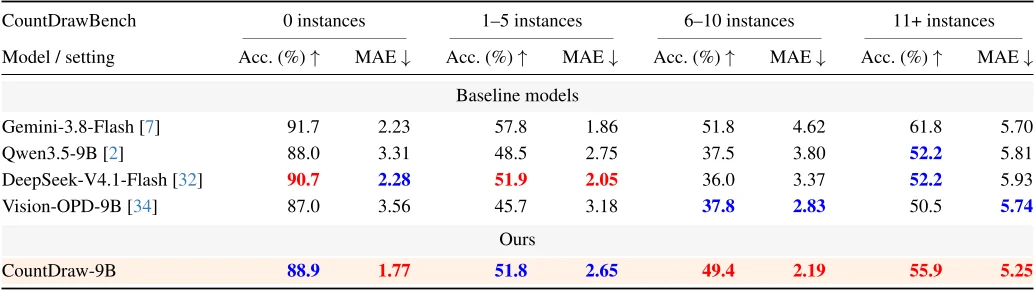 CountDrawBench 0 instances 1–5 instances 6–10 instances 11+ instances
Model / setting Acc. (%) ↑ MAE ↓ Acc. (%) ↑ MAE ↓ Acc. (%) ↑ MAE ↓ Acc. (%) ↑ MAE ↓
Baseline models
Gemini-3.8-Flash [7] 91.7 2.23 57.8 1.86 51.8 4.62 61.8 5.70
Qwen3.5-9B [2] 88.0 3.31 48.5 2.75 37.5 3.80 52.2 5.81
DeepSeek-V4.1-Flash [32] 90.7 2.28 51.9 2.05 36.0 3.37 52.2 5.93
Vision-OPD-9B [34] 87.0 3.56 45.7 3.18 37.8 2.83 50.5 5.74
Ours
CountDraw-9B 88.9 1.77 51.8 2.65 49.4 2.19 55.9 5.25